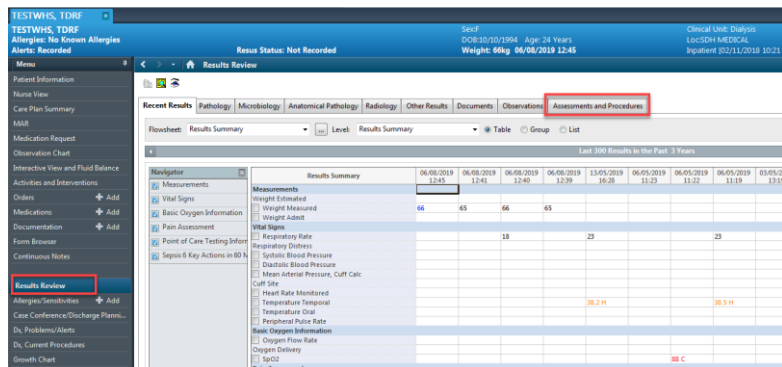 TESTWHS, TDRF
TESTWHS, TDRF
Allergies: No Known Allergies
Alerts: Recorded
Resus Status: Not Recorded
Sex:F
DOB:10/10/1994 Age: 24 Years
Weight: 66kg 06/08/2019 12:45
Clinical Unit: Dialysis
Loc:SDH MEDICAL
Inpatient [02/11/2018 10:21
Menu
Results Review
Patient Information
Nurse View
Care Plan Summary
MAR
Medication Request
Observation Chart
Interactive View and Fluid Balance
Activities and Interventions
Orders + Add
Medications + Add
Documentation + Add
Form Browser
Continuous Notes
Results Review
Allergies/Sensitivities + Add
Case Conference/Discharge Planni...
Dx, Problems/Alerts
Dx, Current Procedures
Growth Chart
Recent Results Pathology Microbiology Anatomical Pathology Radiology Other Results Documents Observations Assessments and Procedures
Flowsheet: Results Summary ... Level: Results Summary Table Group List
Last 300 Results in the Past 3 Years
Navigator
Measurements
Vital Signs
Basic Oxygen Information
Pain Assessment
Point of Care Testing Inform
Sepsis 6 Key Actions in 60 M
Results Summary 06/08/2019 12:45 06/08/2019 12:41 06/08/2019 12:40 06/08/2019 12:39 13/05/2019 16:28 06/05/2019 11:23 06/05/2019 11:22 06/05/2019 11:19
Measurements
Weight Estimated
Weight Measured 66 65 66 65
Weight Admit
Vital Signs
Respiratory Rate 18 23 23
Respiratory Distress
Systolic Blood Pressure
Diastolic Blood Pressure
Mean Arterial Pressure, Cuff Calc
Cuff Site
Heart Rate Monitored
Temperature Temporal 38.2 H 38.5 H
Temperature Oral
Peripheral Pulse Rate
Basic Oxygen Information
Oxygen Flow Rate
Oxygen Delivery
SpO2 88 C